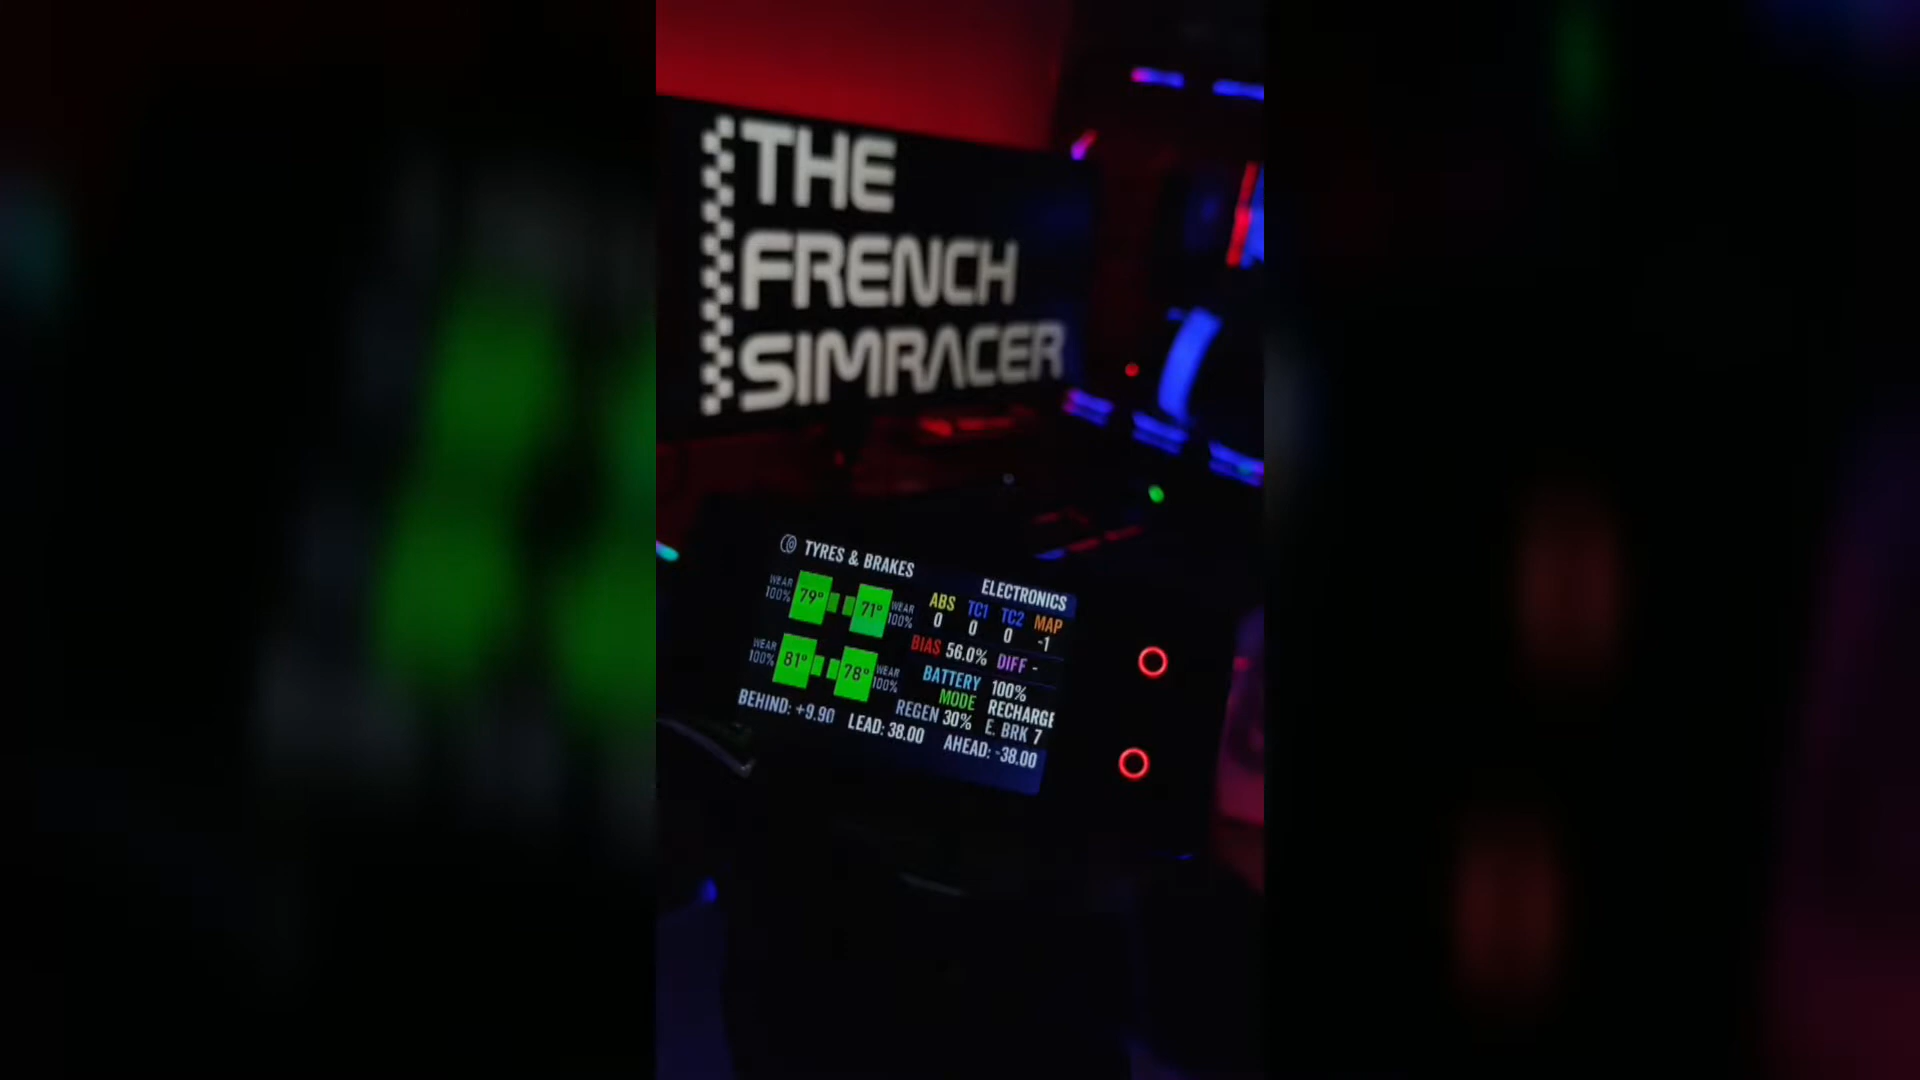 THE
FRENCH
SIMRACER
TYRES & BRAKES
WEAR 100% 79° 71° WEAR 100%
WEAR 100% 81° 78° WEAR 100%
ELECTRONICS
ABS TC1 TC2 MAP
0 0 0 -1
BIAS 56.0% DIFF -
BATTERY 100%
MODE RECHARGE
REGEN 30% E. BRK 7
BEHIND: +9.90 LEAD: 38.00 AHEAD: -38.00